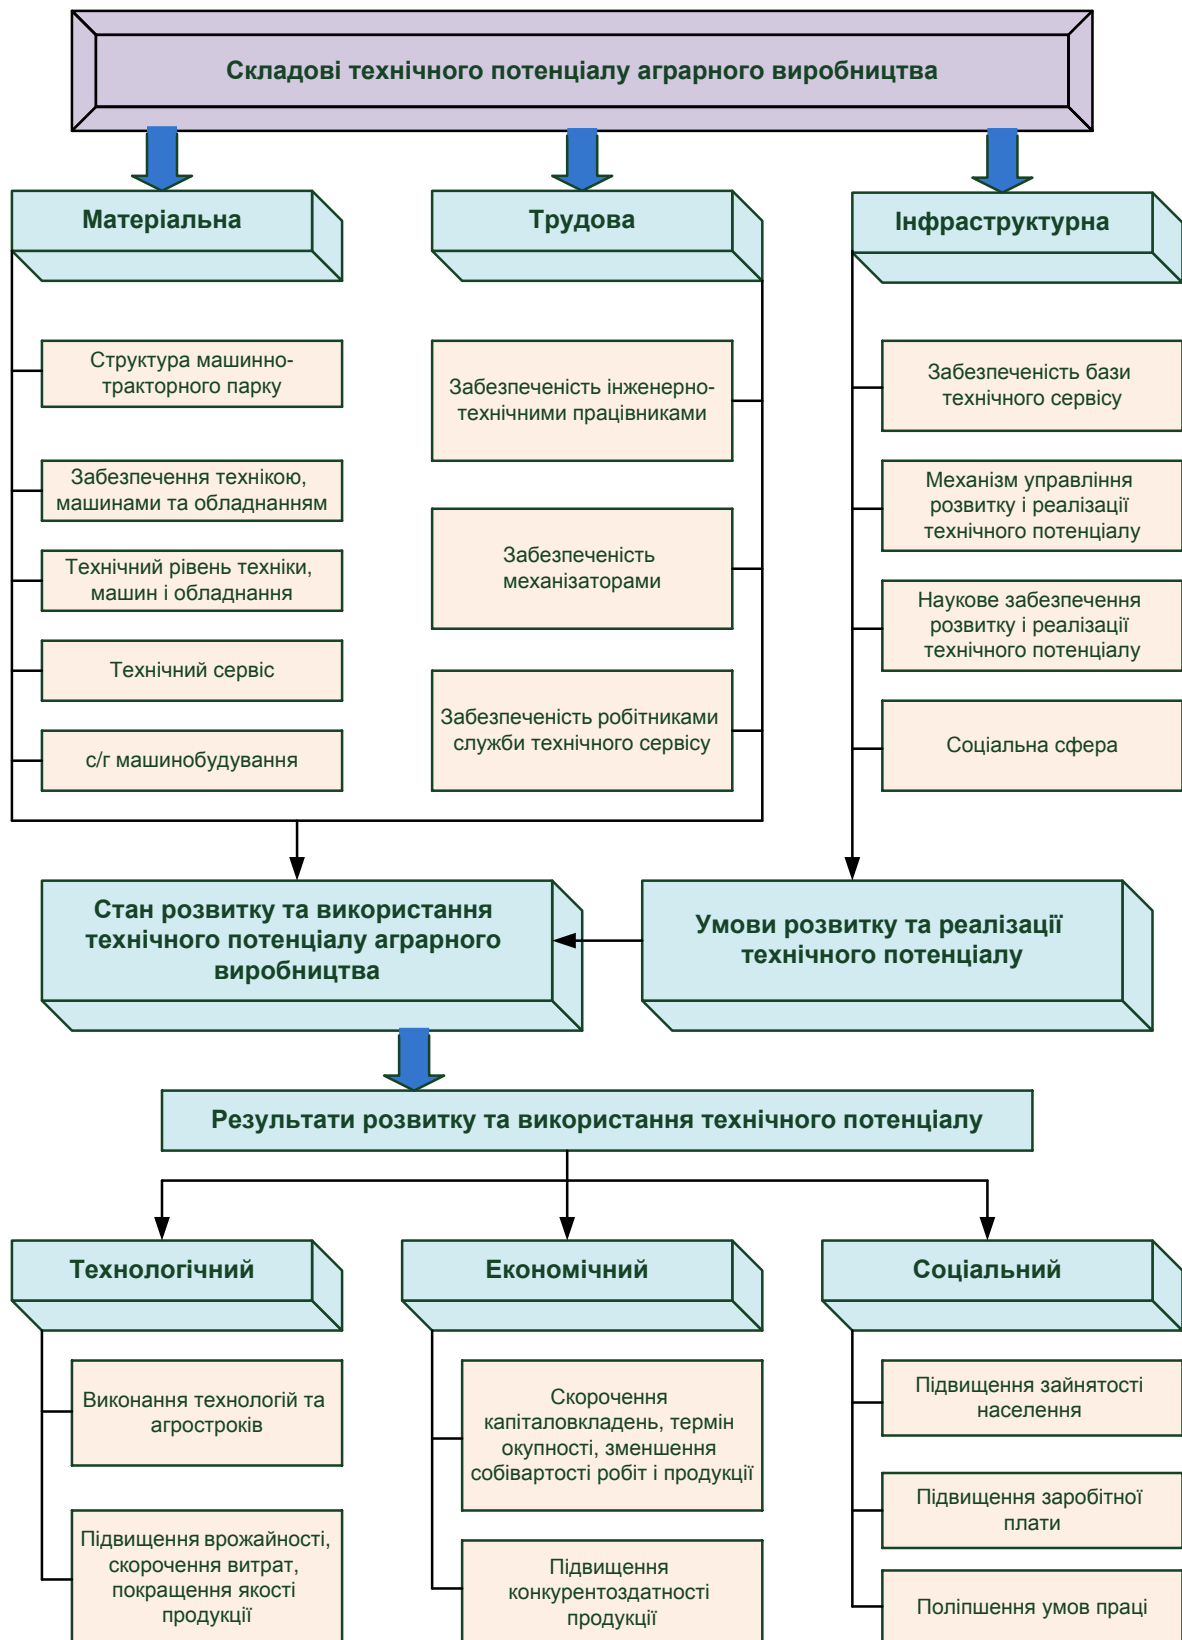 Складові технічного потенціалу аграрного виробництва
Матеріальна
Трудова
Інфраструктурна
Структура машинно-
тракторного парку
Забезпечення технікою,
машинами та обладнанням
Технічний рівень техніки,
машин і обладнання
Технічний сервіс
с/г машинобудування
Забезпеченість інженерно-
технічними працівниками
Забезпеченість
механізаторами
Забезпеченість робітниками
служби технічного сервісу
Забезпеченість бази
технічного сервісу
Механізм управління
розвитку і реалізації
технічного потенціалу
Наукове забезпечення
розвитку і реалізації
технічного потенціалу
Соціальна сфера
Стан розвитку та використання
технічного потенціалу аграрного
виробництва
Умови розвитку та реалізації
технічного потенціалу
Результати розвитку та використання технічного потенціалу
Технологічний
Економічний
Соціальний
Виконання технологій та
агростроків
Підвищення врожайності,
скорочення витрат,
покращення якості
продукції
Скорочення
капіталовкладень, термін
окупності, зменшення
собівартості робіт і продукції
Підвищення
конкурентоздатності
продукції
Підвищення зайнятості
населення
Підвищення заробітної
плати
Поліпшення умов праці